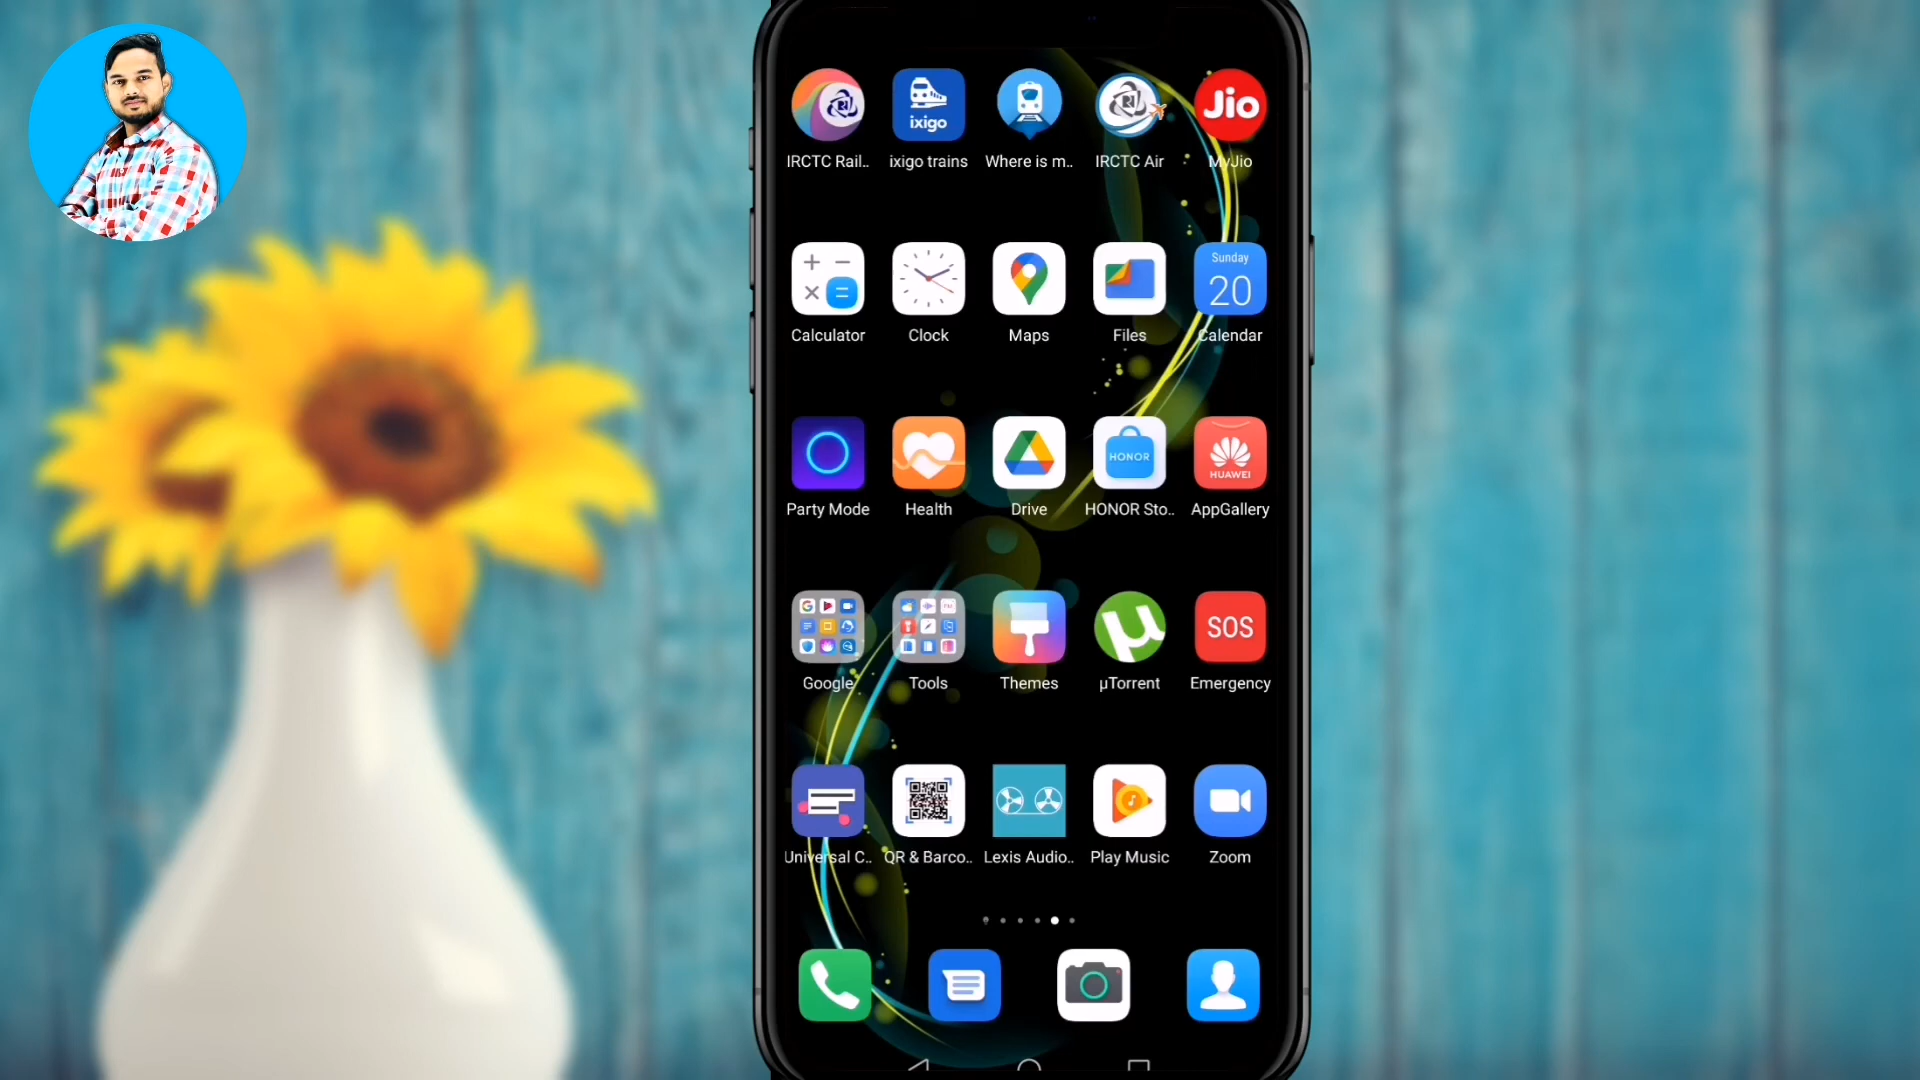 ixigo
Jio
IRCTC Rail..
ixigo trains
Where is m..
IRCTC Air
MyJio
Sunday
20
Calculator
Clock
Maps
Files
Calendar
HONOR
HUAWEI
Party Mode
Health
Drive
HONOR Sto..
AppGallery
SOS
Google
Tools
Themes
µTorrent
Emergency
Universal C..
QR & Barco..
Lexis Audio..
Play Music
Zoom